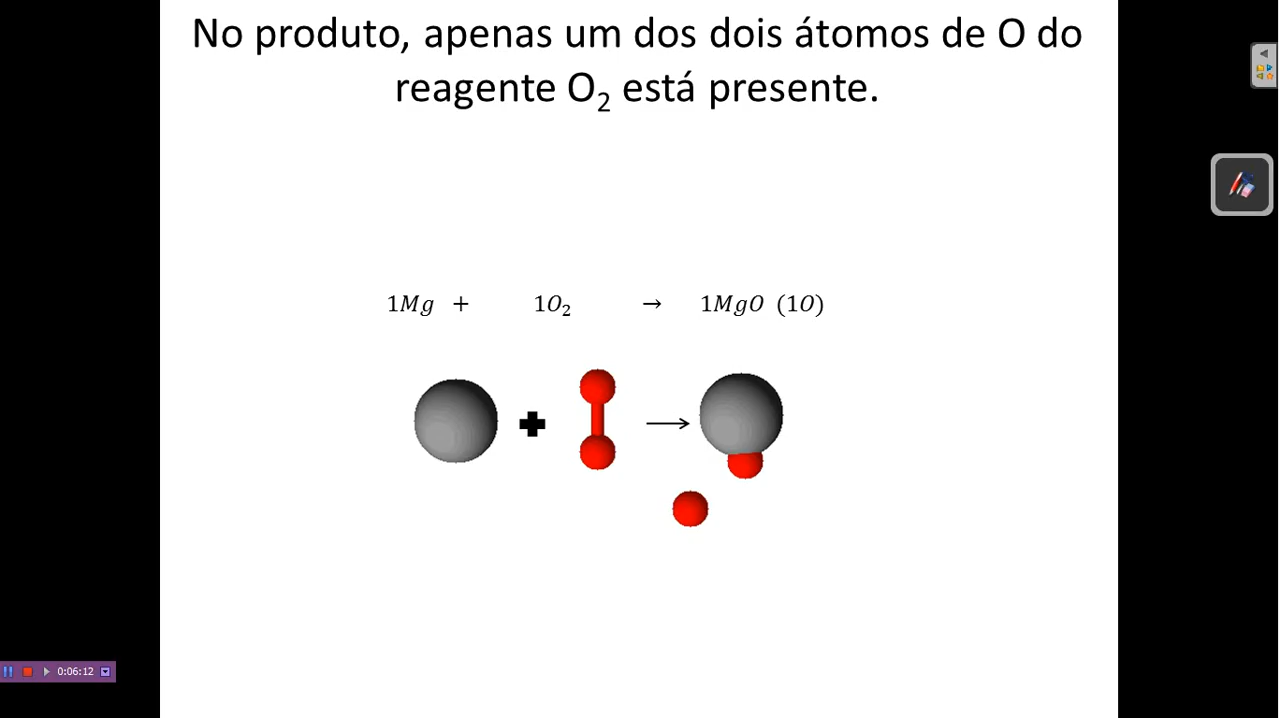 No produto, apenas um dos dois átomos de O do
reagente O₂ está presente.
1Mg + 1O₂ → 1MgO (1O)
0:06:12